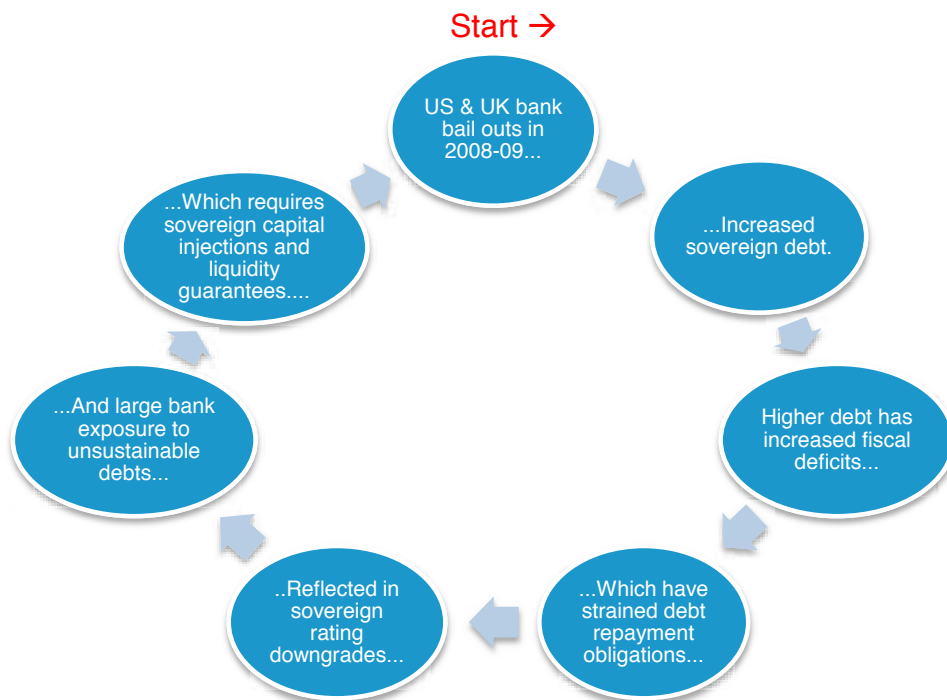 Start →
US & UK bank
bail outs in
2008-09...
...Increased
sovereign debt.
Higher debt has
increased fiscal
deficits...
...Which have
strained debt
repayment
obligations...
..Reflected in
sovereign
rating
downgrades...
...And large bank
exposure to
unsustainable
debts...
...Which requires
sovereign capital
injections and
liquidity
guarantees....